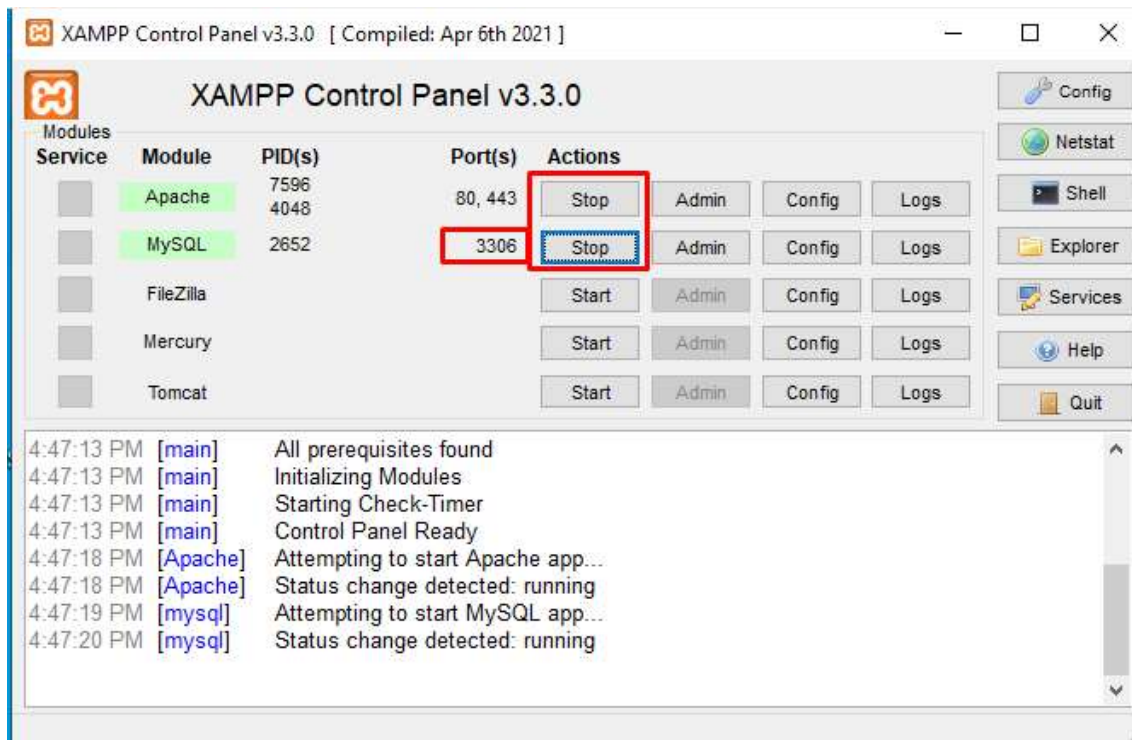 XAMPP Control Panel v3.3.0 [ Compiled: Apr 6th 2021 ]
XAMPP Control Panel v3.3.0
Config
Modules
Netstat
Service Module PID(s) Port(s) Actions
Apache 7596 4048 80, 443 Stop Admin Config Logs
Shell
MySQL 2652 3306 Stop Admin Config Logs
Explorer
FileZilla Start Admin Config Logs
Services
Mercury Start Admin Config Logs
Help
Tomcat Start Admin Config Logs
Quit
4:47:13 PM [main] All prerequisites found
4:47:13 PM [main] Initializing Modules
4:47:13 PM [main] Starting Check-Timer
4:47:13 PM [main] Control Panel Ready
4:47:18 PM [Apache] Attempting to start Apache app...
4:47:18 PM [Apache] Status change detected: running
4:47:19 PM [mysql] Attempting to start MySQL app...
4:47:20 PM [mysql] Status change detected: running